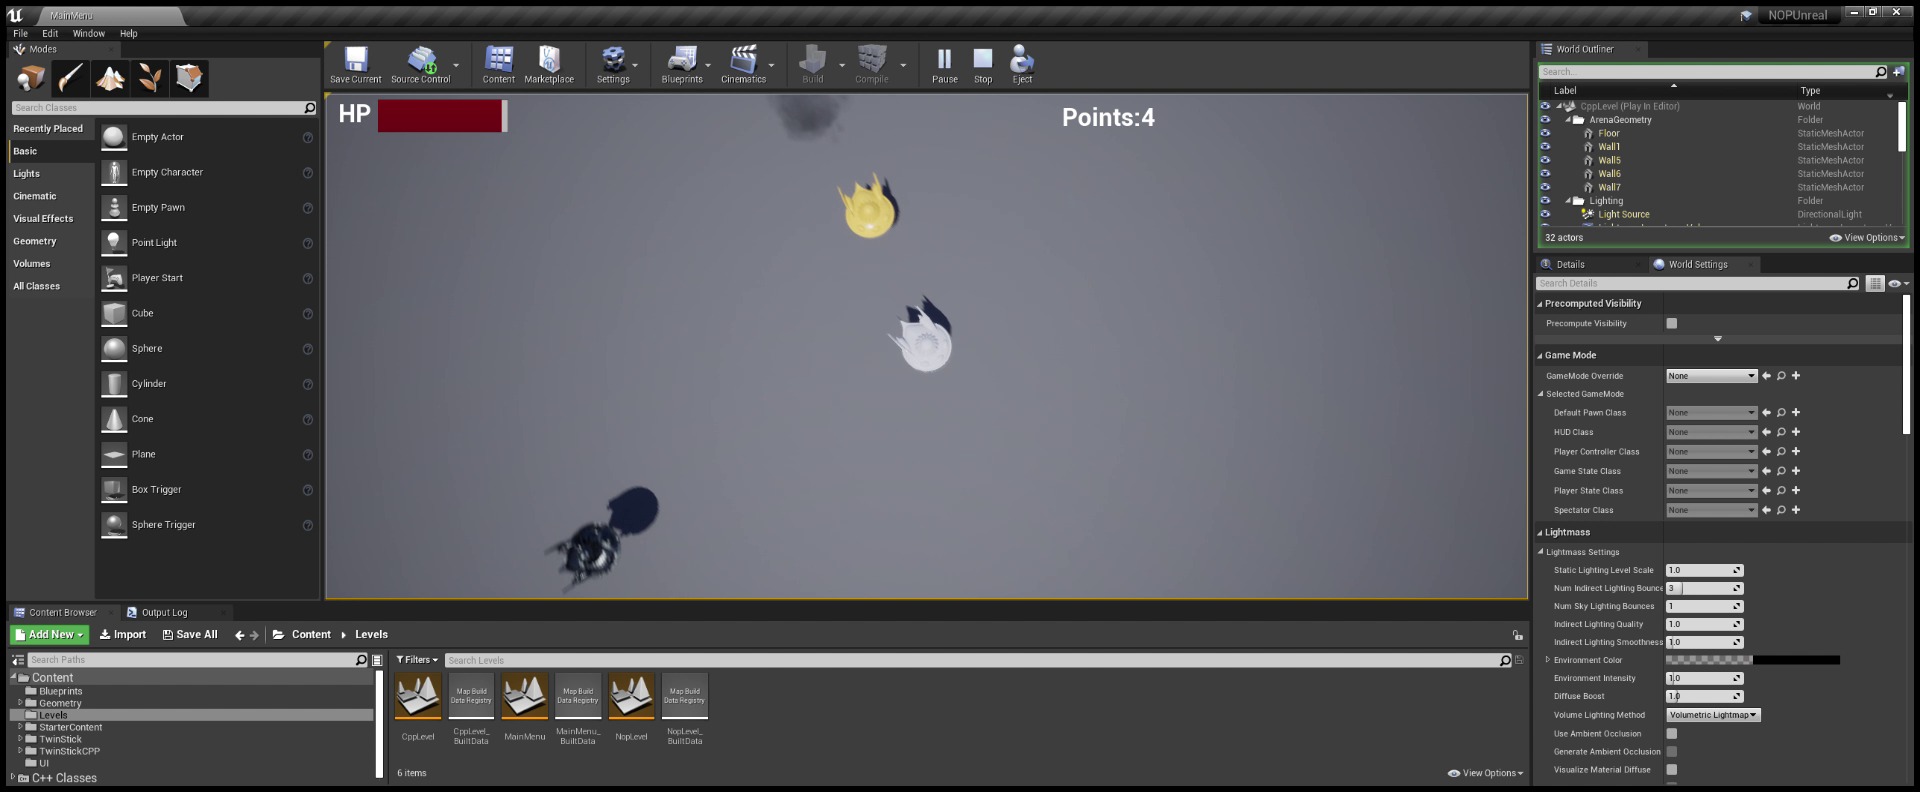 MainMenu
NOPUnreal
File Edit Window Help
Modes
Search Classes
Recently Placed
Basic
Lights
Cinematic
Visual Effects
Geometry
Volumes
All Classes
Empty Actor
Empty Character
Empty Pawn
Point Light
Player Start
Cube
Sphere
Cylinder
Cone
Plane
Box Trigger
Sphere Trigger
Save Current Source Control Content Marketplace Settings Blueprints Cinematics Build Compile Pause Stop Eject
HP
Points:4
World Outliner
Search...
Label Type
CppLevel (Play In Editor) World
ArenaGeometry Folder
Floor StaticMeshActor
Wall1 StaticMeshActor
Wall5 StaticMeshActor
Wall6 StaticMeshActor
Wall7 StaticMeshActor
Lighting Folder
Light Source DirectionalLight
32 actors View Options
Details World Settings
Search Details
Precomputed Visibility
Precompute Visibility
Game Mode
GameMode Override None
Selected GameMode
Default Pawn Class None
HUD Class None
Player Controller Class None
Game State Class None
Player State Class None
Spectator Class None
Lightmass
Lightmass Settings
Static Lighting Level Scale 1.0
Num Indirect Lighting Bounce 3
Num Sky Lighting Bounces 1
Indirect Lighting Quality 1.0
Indirect Lighting Smoothness 1.0
Environment Color
Environment Intensity 1.0
Diffuse Boost 1.0
Volume Lighting Method Volumetric Lightmap
Use Ambient Occlusion
Generate Ambient Occlusion
Visualize Material Diffuse
Content Browser Output Log
Add New Import Save All Content Levels
Search Paths
Content
Blueprints
Geometry
Levels
StarterContent
TwinStick
TwinStickCPP
UI
C++ Classes
Filters Search Levels
Map Build Data Registry
Map Build Data Registry
Map Build Data Registry
CppLevel
CppLevel_BuiltData
MainMenu
MainMenu_BuiltData
NopLevel
NopLevel_BuiltData
6 items View Options